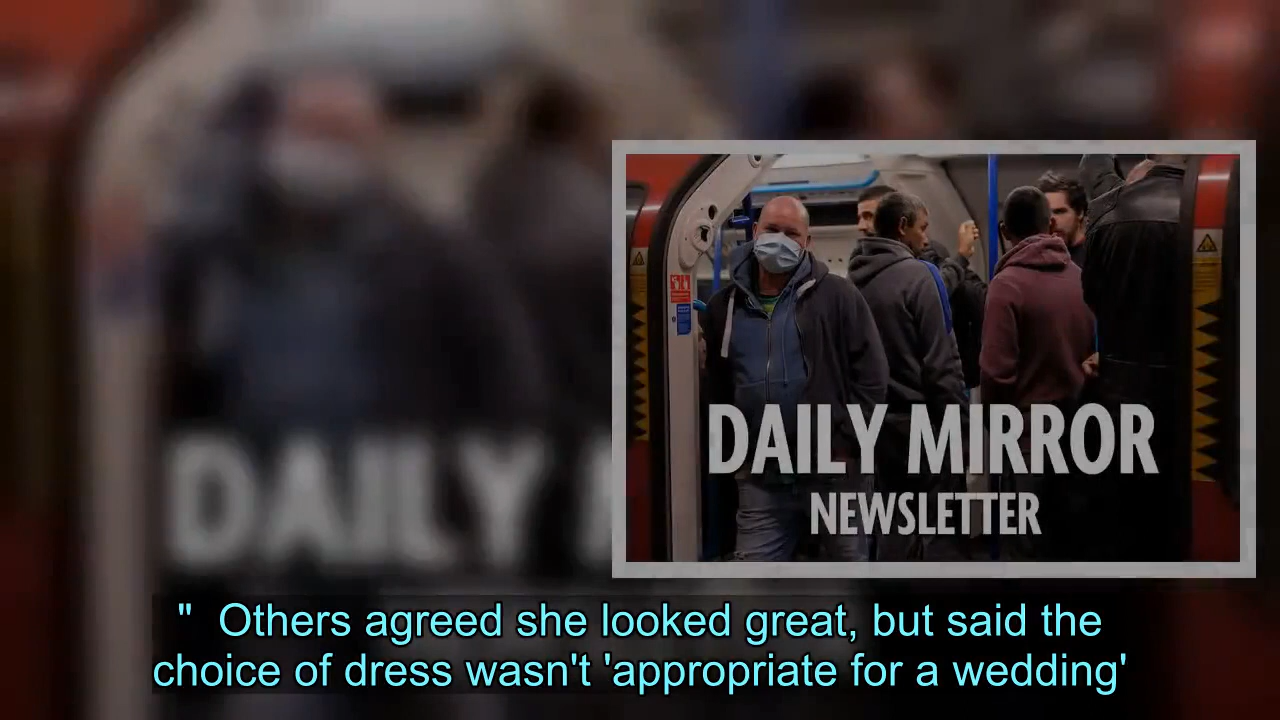 DAILY MIRROR
NEWSLETTER
" Others agreed she looked great, but said the
choice of dress wasn't 'appropriate for a wedding'